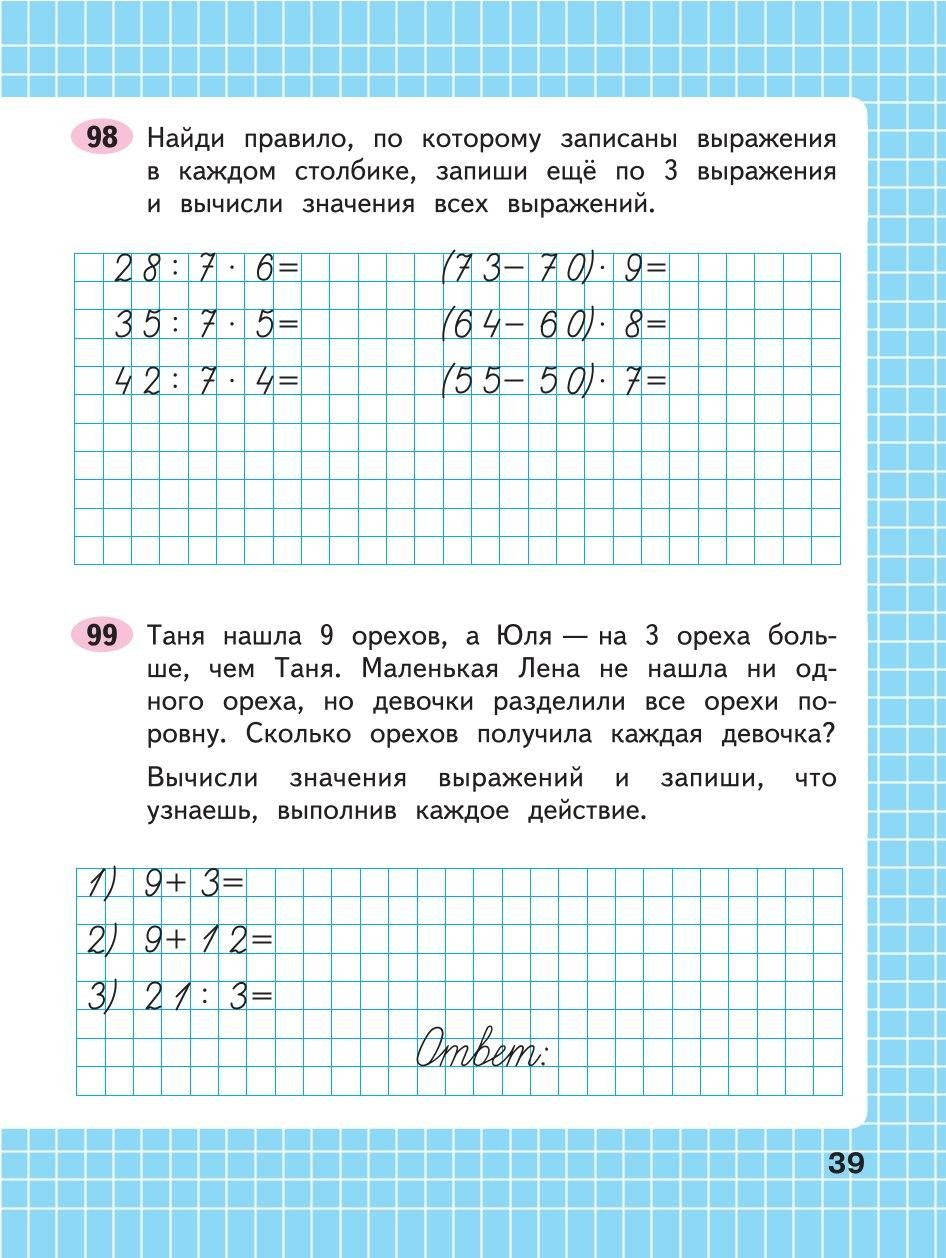 98 Найди правило, по которому записаны выражения
в каждом столбике, запиши ещё по 3 выражения
и вычисли значения всех выражений.
28: 7 · 6= (73– 70) · 9=
35: 7 · 5= (64– 60) · 8=
42: 7 · 4= (55– 50) · 7=
99 Таня нашла 9 орехов, а Юля — на 3 ореха боль-
ше, чем Таня. Маленькая Лена не нашла ни од-
ного ореха, но девочки разделили все орехи по-
ровну. Сколько орехов получила каждая девочка?
Вычисли значения выражений и запиши, что
узнаешь, выполнив каждое действие.
1) 9+ 3=
2) 9+ 12=
3) 21: 3=
Ответ:
39